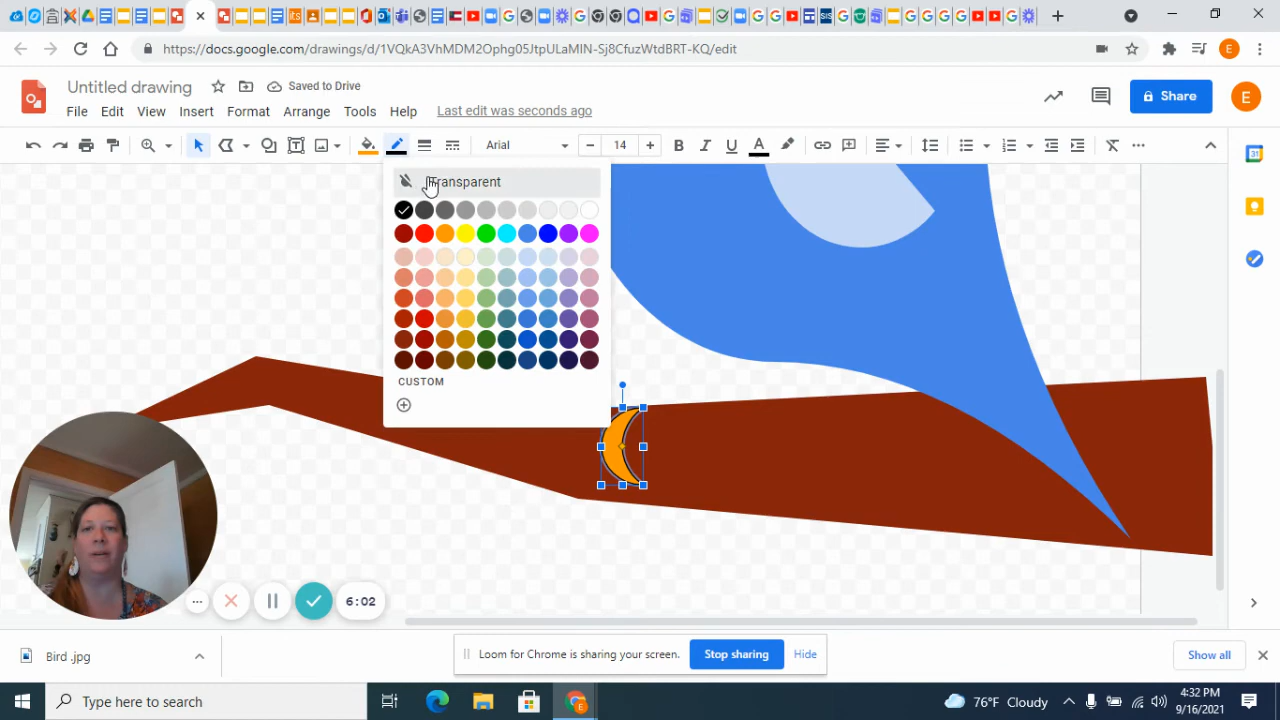 https://docs.google.com/drawings/d/1VQkA3VhMDM2Ophg05JtpULaMIN-Sj8CfuzWtdBRT-KQ/edit
E
Untitled drawing
Saved to Drive
File Edit View Insert Format Arrange Tools Help
Last edit was seconds ago
Share
E
Arial
14
B I U A
31
Transparent
CUSTOM
6:02
Bird .jpg
Loom for Chrome is sharing your screen.
Stop sharing
Hide
Show all
Type here to search
E
76°F Cloudy
4:32 PM
9/16/2021